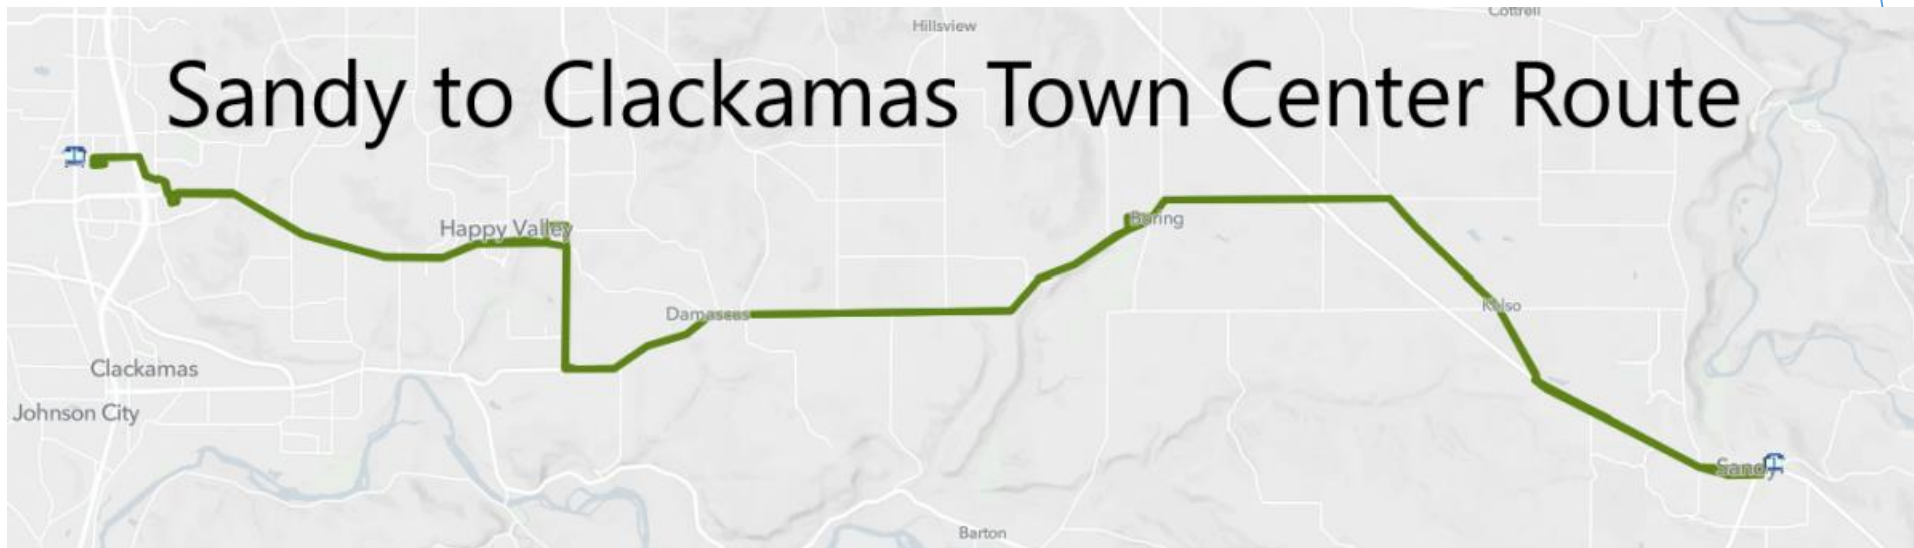 Cottrell
Hillsview
Sandy to Clackamas Town Center Route
Boring
Happy Valley
Kelso
Damascus
Clackamas
Johnson City
Sandy
Barton